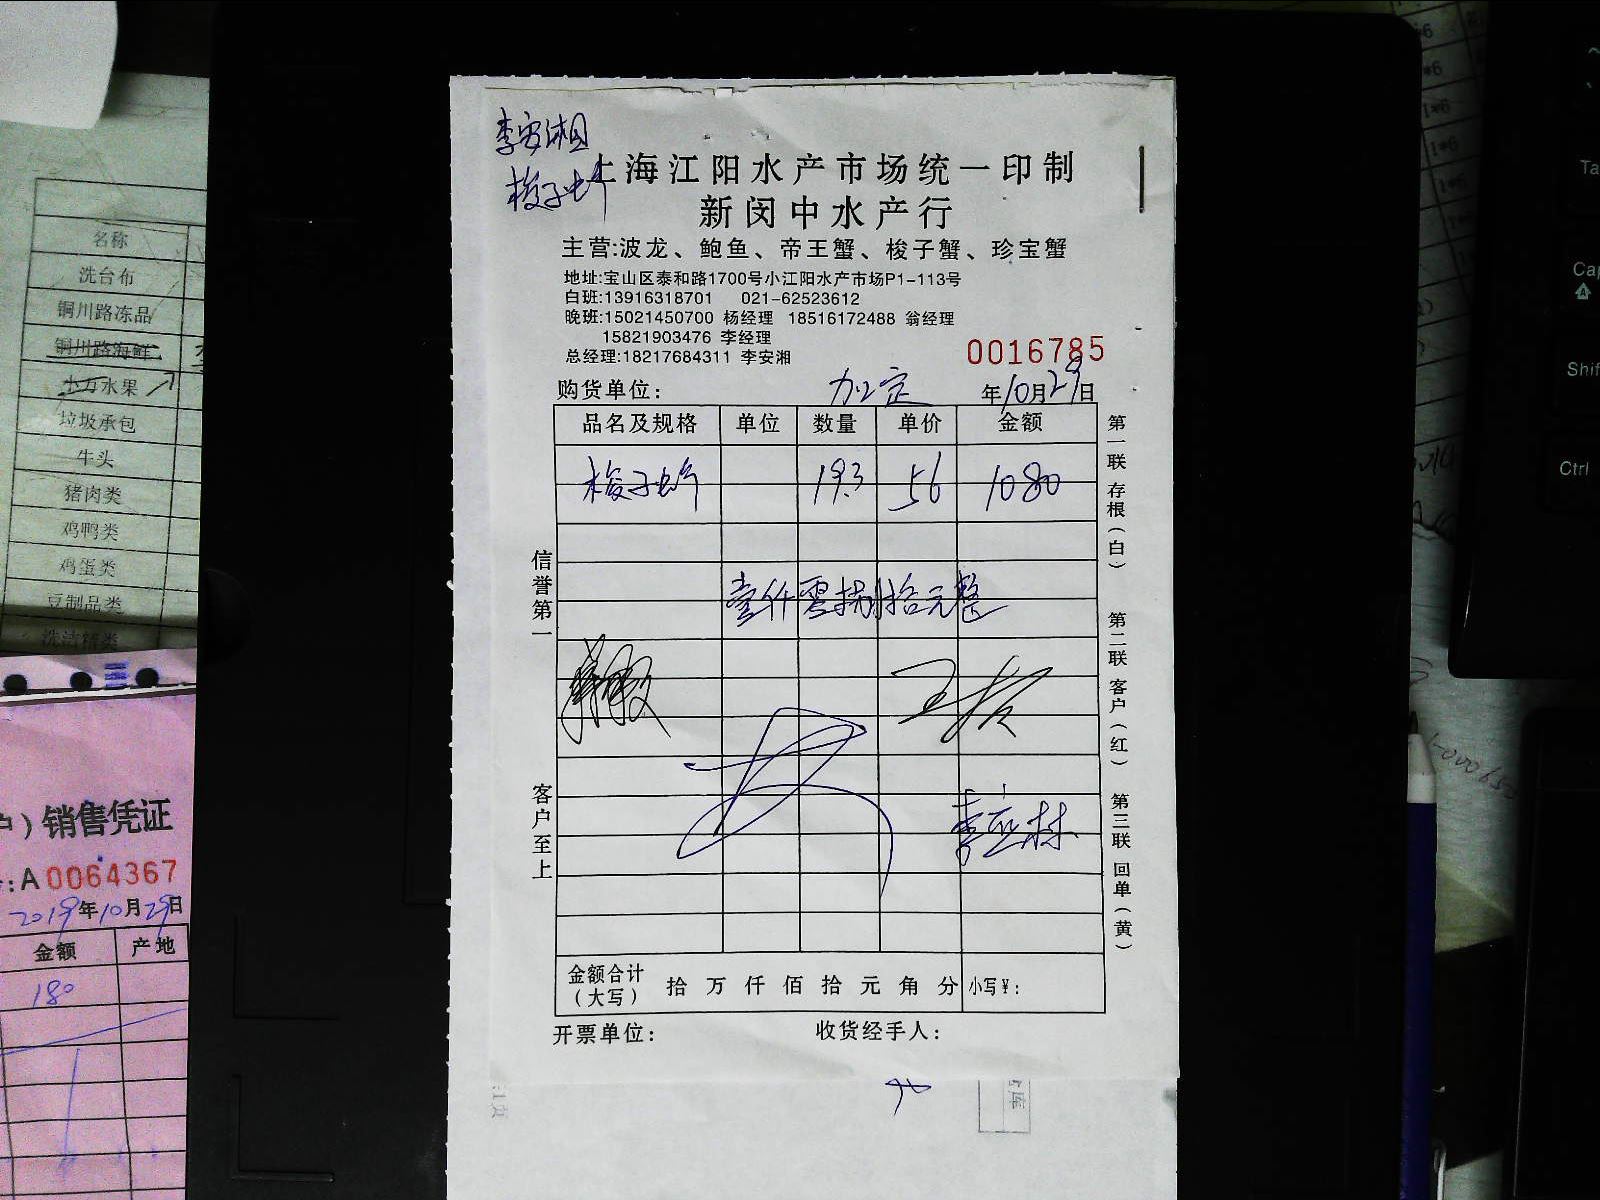 李安湘
梭子蟹
上海江阳水产市场统一印制
新闵中水产行
主营:波龙、鲍鱼、帝王蟹、梭子蟹、珍宝蟹
地址:宝山区泰和路1700号小江阳水产市场P1-113号
白班:13916318701 021-62523612
晚班:15021450700 杨经理 18516172488 翁经理
15821903476 李经理
总经理:18217684311 李安湘
0016785
购货单位: 年10月29日
品名及规格 单位 数量 单价 金额
梭子蟹 19.3 56 1080
壹仟零捌拾元整
信誉第一
客户至上
第一联 存根(白)
第二联 客户(红)
第三联 回单(黄)
金额合计(大写) 拾 万 仟 佰 拾 元 角 分 小写¥:
开票单位: 收货经手人:
名称
洗台布
铜川路冻品
铜川路海鲜
小万水果
垃圾承包
牛头
猪肉类
鸡鸭类
鸡蛋类
豆制品类
洗洁精类
户)销售凭证
:A0064367
2019年10月29日
金额 产地
180
Shif
Ctrl